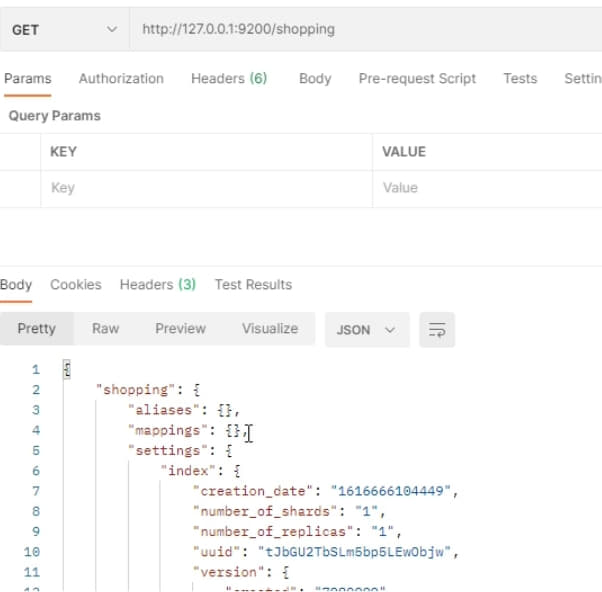 GET http://127.0.0.1:9200/shopping
Params Authorization Headers (6) Body Pre-request Script Tests Settin
Query Params
KEY VALUE
Key Value
Body Cookies Headers (3) Test Results
Pretty Raw Preview Visualize JSON
1 {
2 "shopping": {
3 "aliases": {},
4 "mappings": {},
5 "settings": {
6 "index": {
7 "creation_date": "1616666104449",
8 "number_of_shards": "1",
9 "number_of_replicas": "1",
10 "uuid": "tJbGU2TbSLm5bp5LEwObjw",
11 "version": {